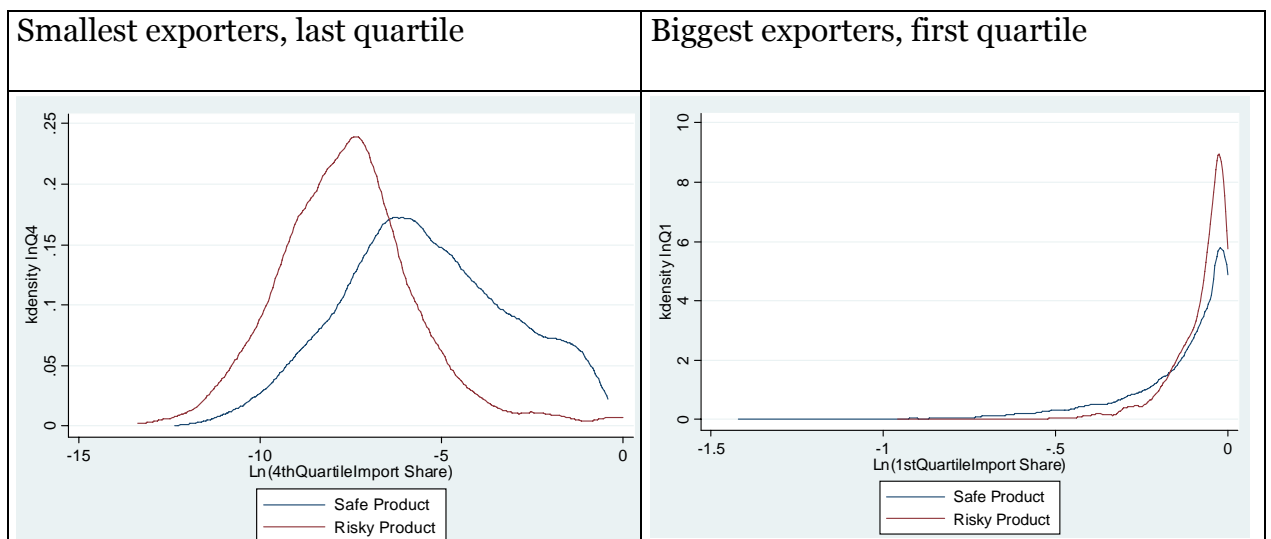 Smallest exporters, last quartile
Biggest exporters, first quartile
kdensity lnQ4
0
.05
.1
.15
.2
.25
-15
-10
-5
0
Ln(4thQuartileImport Share)
Safe Product
Risky Product
kdensity lnQ1
0
2
4
6
8
10
-1.5
-1
-.5
0
Ln(1stQuartileImport Share)
Safe Product
Risky Product